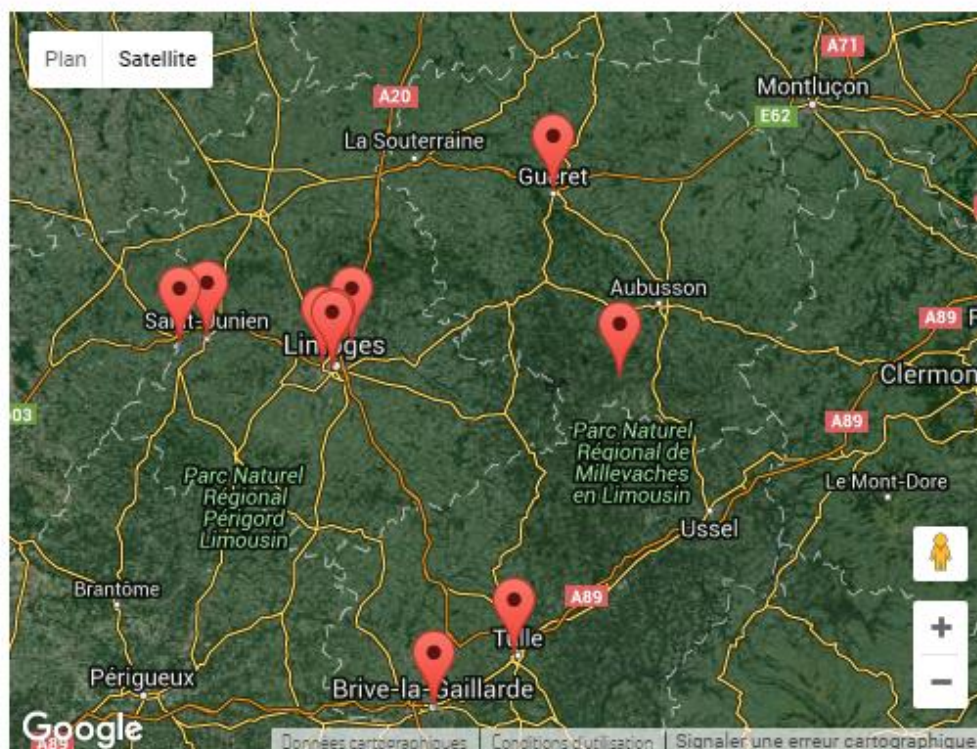 Plan
Satellite
A71
Montluçon
A20
E62
La Souterraine
Guéret
Aubusson
Saint-Junien
A89
Limoges
Clermon
A89
Parc Naturel
Régional de
Millevaches
en Limousin
Parc Naturel
Régional
Périgord
Limousin
Le Mont-Dore
Ussel
Brantôme
A89
Tulle
Périgueux
Brive-la-Gaillarde
Google
A89
Données cartographiques
Conditions d'utilisation
Signaler une erreur cartographique